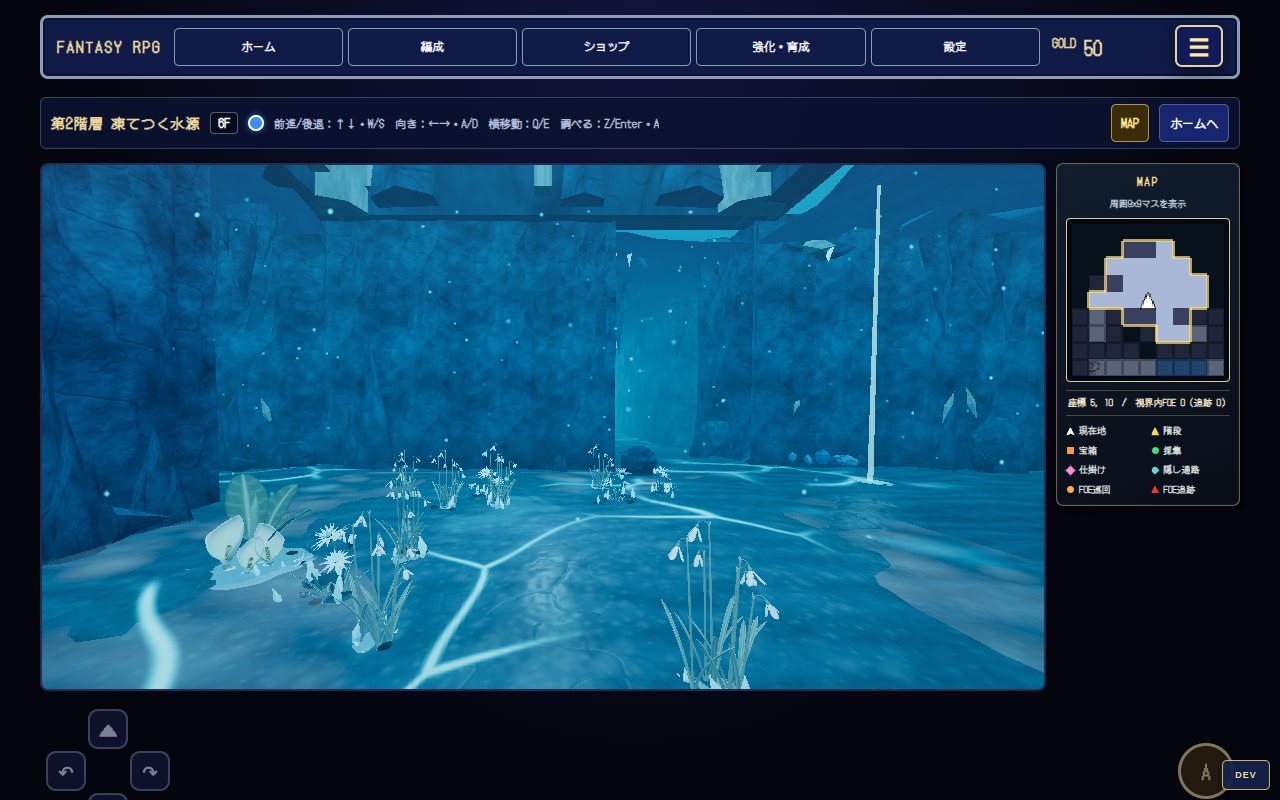 FANTASY RPG
ホーム
編成
ショップ
強化・育成
設定
GOLD 50
第2階層 凍てつく水源
6F
前進/後退：↑↓・W/S 向き：←→・A/D 横移動：Q/E 調べる：Z/Enter・A
MAP
ホームへ
MAP
周囲9x9マスを表示
座標 5, 10 / 視界内FOE 0（追跡 0）
現在地
階段
宝箱
採集
仕掛け
隠し通路
FOE巡回
FOE追跡
A
DEV